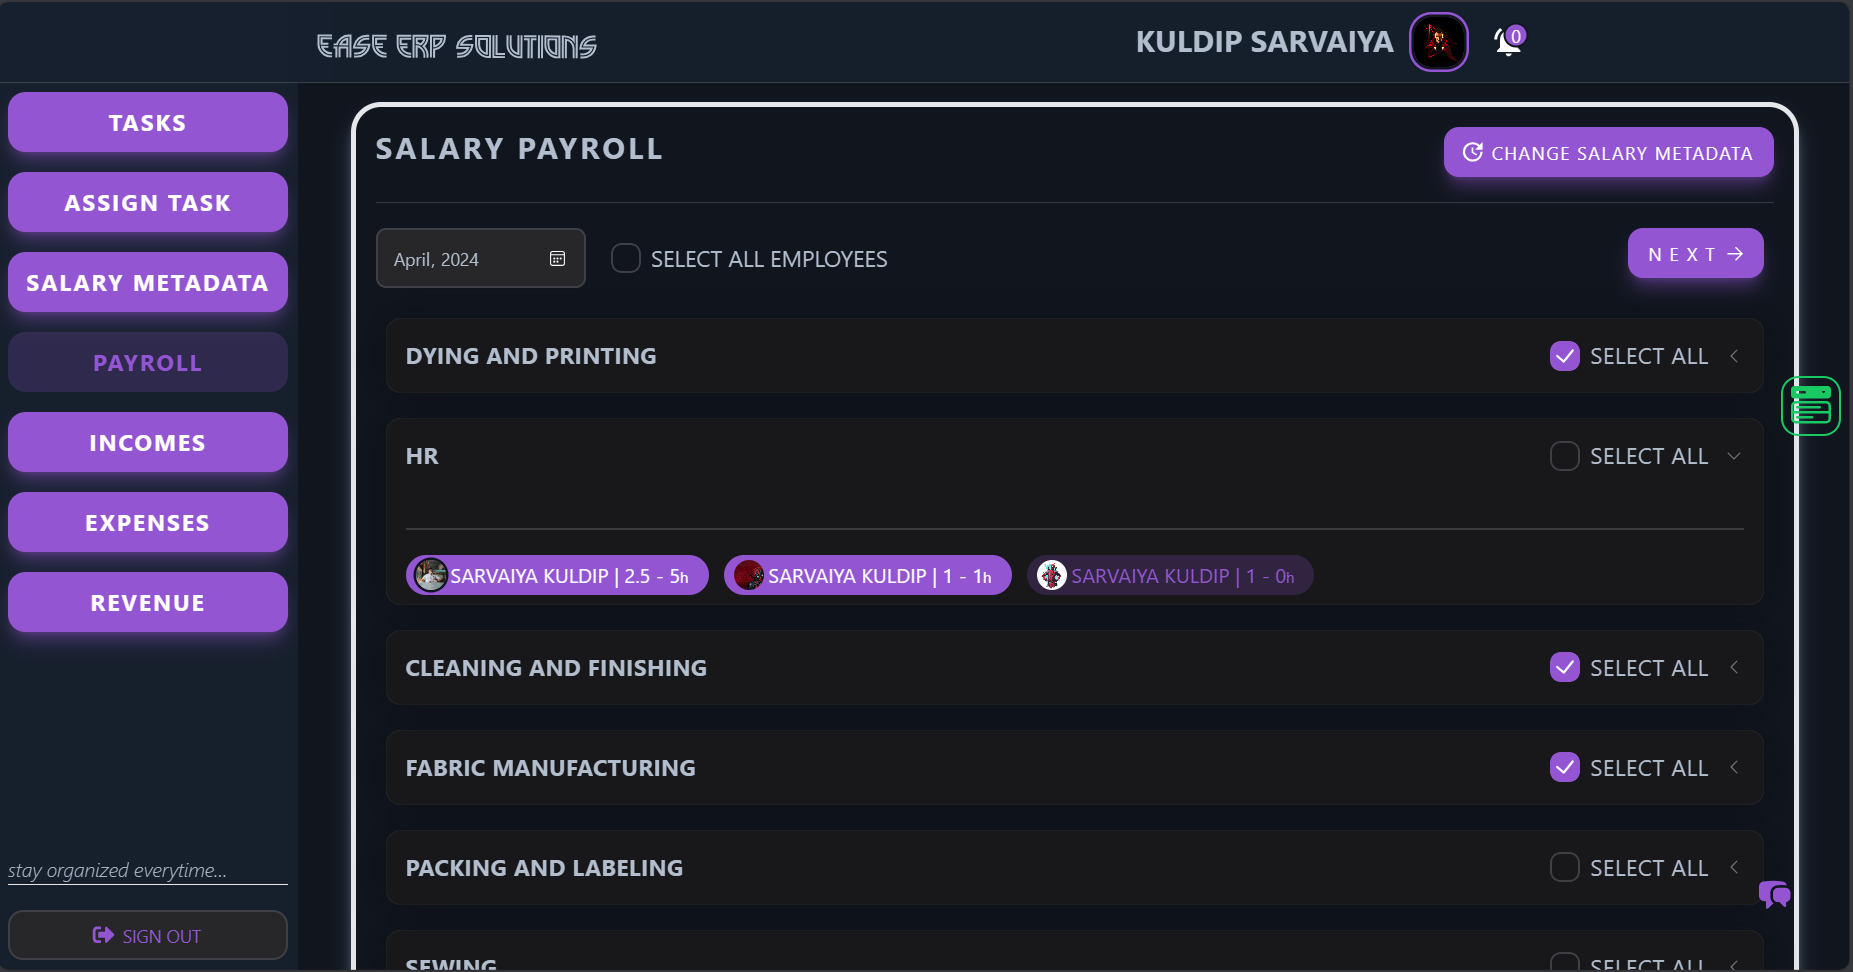 EASE ERP SOLUTIONS
KULDIP SARVAIYA
0
TASKS
ASSIGN TASK
SALARY METADATA
PAYROLL
INCOMES
EXPENSES
REVENUE
stay organized everytime...
SIGN OUT
SALARY PAYROLL
CHANGE SALARY METADATA
April, 2024
SELECT ALL EMPLOYEES
NEXT
DYING AND PRINTING
SELECT ALL
HR
SELECT ALL
SARVAIYA KULDIP | 2.5 - 5h
SARVAIYA KULDIP | 1 - 1h
SARVAIYA KULDIP | 1 - 0h
CLEANING AND FINISHING
SELECT ALL
FABRIC MANUFACTURING
SELECT ALL
PACKING AND LABELING
SELECT ALL
SEWING
SELECT ALL